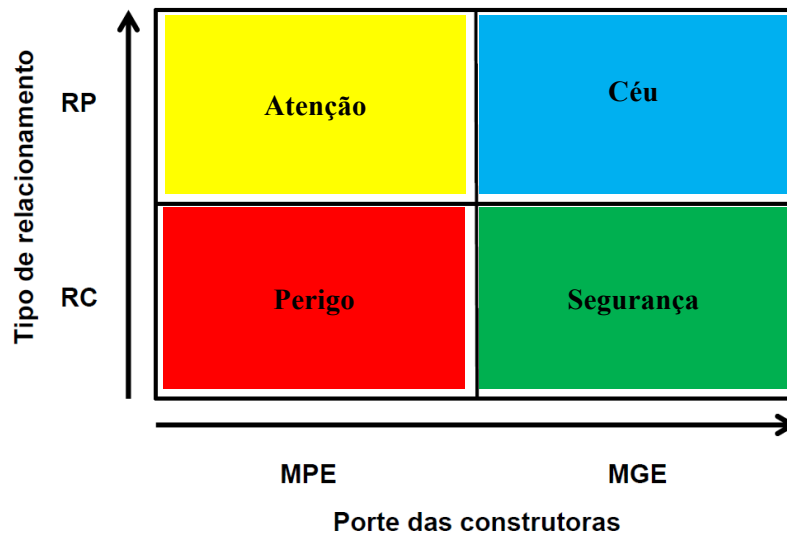 Tipo de relacionamento
RP
Atenção
Céu
RC
Perigo
Segurança
MPE
MGE
Porte das construtoras